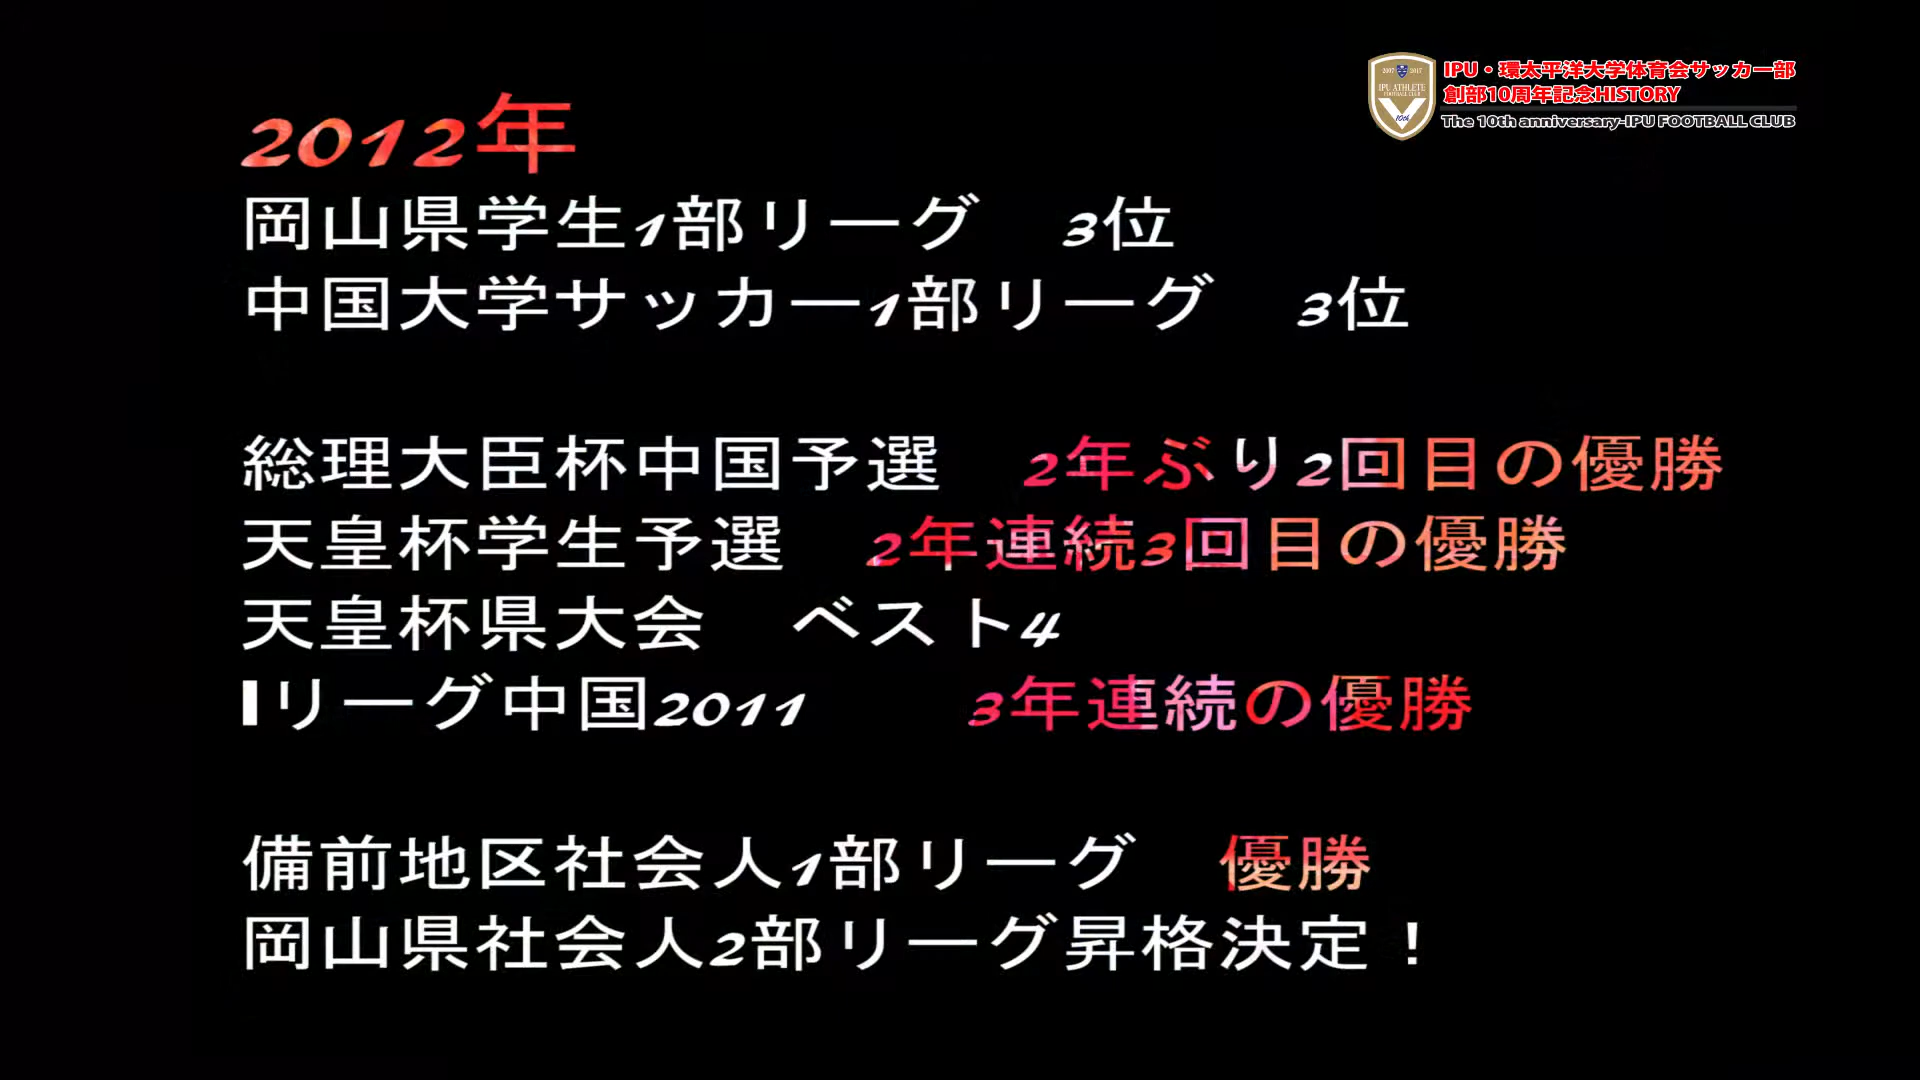 IPU・環太平洋大学体育会サッカー部
創部10周年記念HISTORY
The 10th anniversary-IPU FOOTBALL CLUB
2007 2017
IPU ATHLETE
FOOTBALL CLUB
10th
2012年
岡山県学生1部リーグ　3位
中国大学サッカー1部リーグ　3位
総理大臣杯中国予選　2年ぶり2回目の優勝
天皇杯学生予選　2年連続3回目の優勝
天皇杯県大会　ベスト4
Iリーグ中国2011　　3年連続の優勝
備前地区社会人1部リーグ　優勝
岡山県社会人2部リーグ昇格決定！